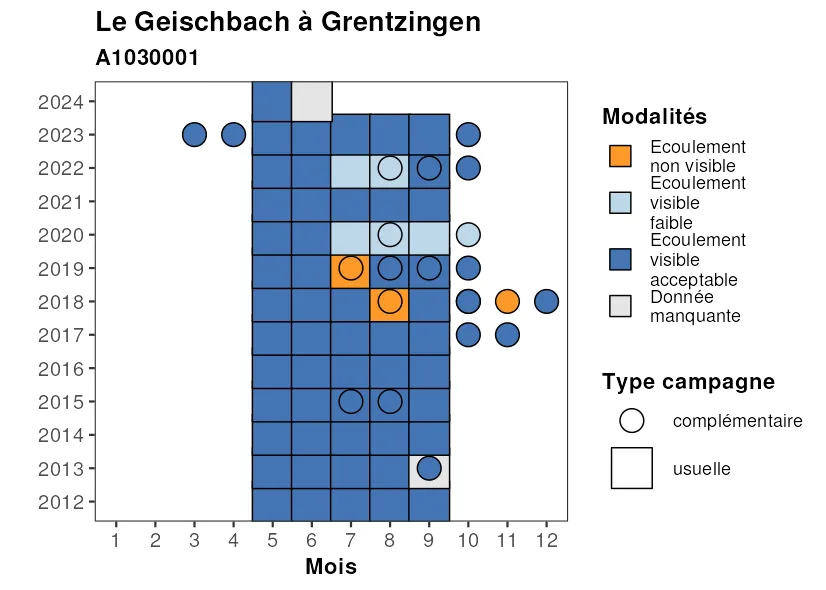 Le Geischbach à Grentzingen
A1030001
2024
2023
2022
2021
2020
2019
2018
2017
2016
2015
2014
2013
2012
1 2 3 4 5 6 7 8 9 10 11 12
Mois
Modalités
Ecoulement
non visible
Ecoulement
visible
faible
Ecoulement
visible
acceptable
Donnée
manquante
Type campagne
complémentaire
usuelle